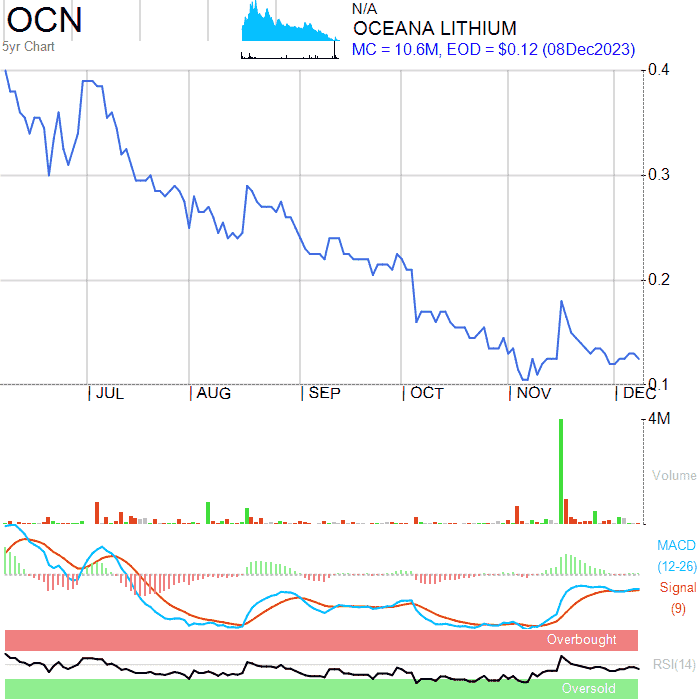 OCN
5yr Chart
N/A
OCEANA LITHIUM
MC = 10.6M, EOD = $0.12 (08Dec2023)
0.4
0.3
0.2
0.1
JUL AUG SEP OCT NOV DEC
4M
Volume
MACD
(12-26)
Signal
(9)
Overbought
RSI(14)
Oversold